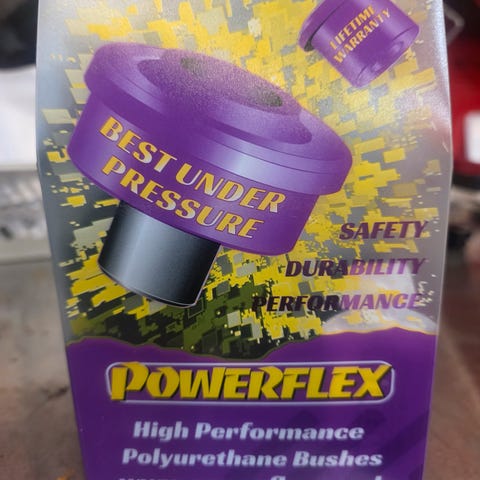 LIFETIME
WARRANTY
BEST UNDER
PRESSURE
SAFETY
DURABILITY
PERFORMANCE
POWERFLEX
High Performance
Polyurethane Bushes